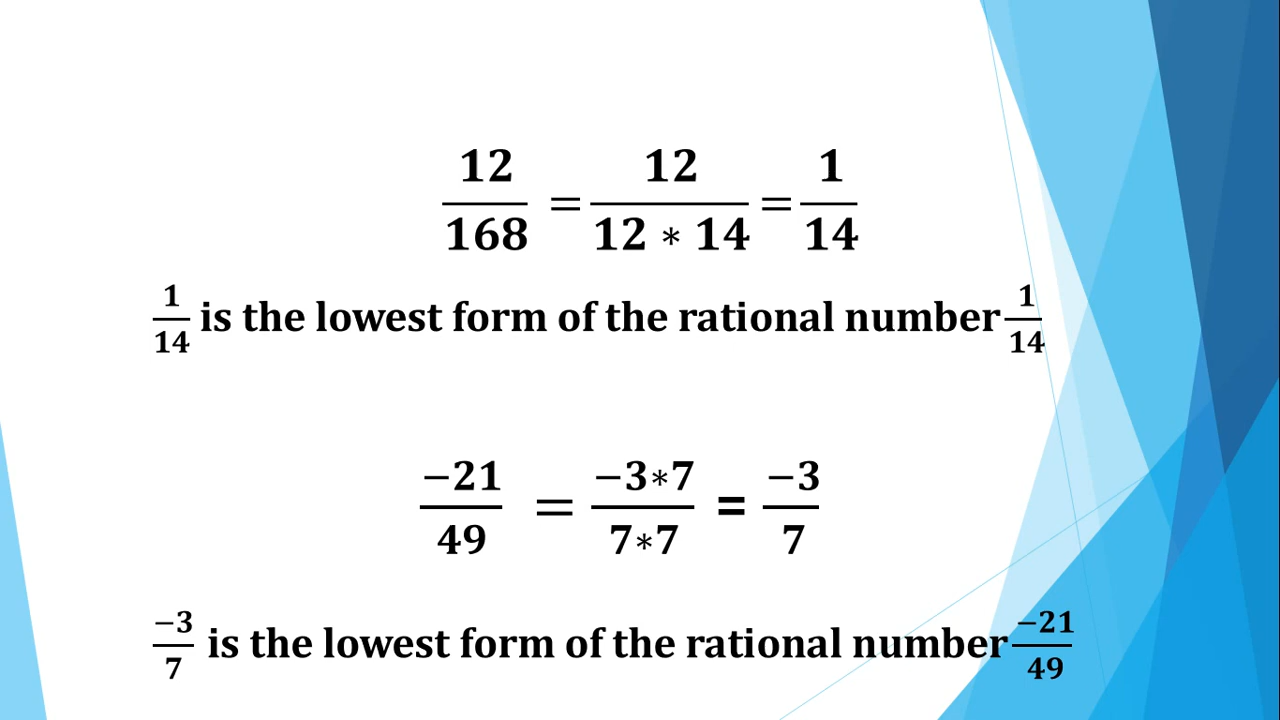 12/168 = 12/12 * 14 = 1/14
1/14 is the lowest form of the rational number 1/14
−21/49 = −3*7/7*7 = −3/7
−3/7 is the lowest form of the rational number −21/49